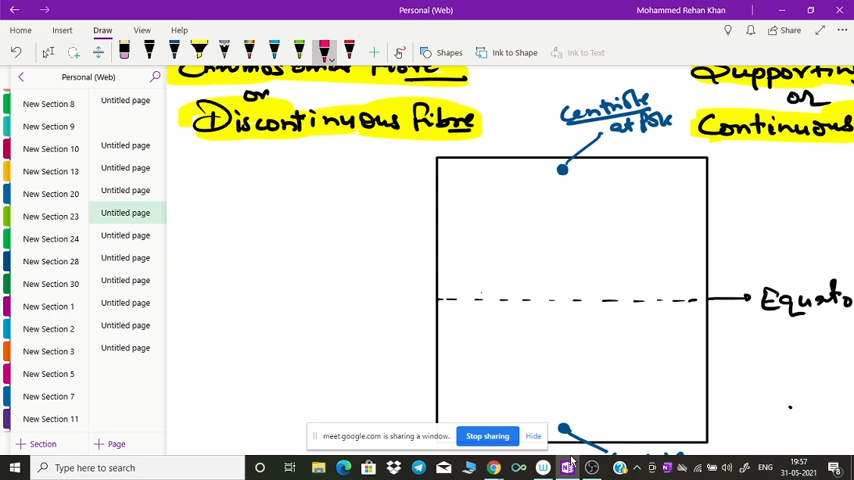 Personal (Web)
Mohammed Rehan Khan
Home
Insert
Draw
View
Help
Share
Shapes
Ink to Shape
Ink to Text
Personal (Web)
New Section 8
New Section 9
New Section 10
New Section 13
New Section 20
New Section 23
New Section 24
New Section 28
New Section 30
New Section 1
New Section 2
New Section 3
New Section 5
New Section 7
New Section 11
Untitled page
Untitled page
Untitled page
Untitled page
Untitled page
Untitled page
Untitled page
Untitled page
Untitled page
Untitled page
Untitled page
Section
Page
or
Discontinuous Fibre
centriole
at Pole
Supporting
or
Continuous
Equato
meet.google.com is sharing a window.
Stop sharing
Hide
Type here to search
ENG
19:57
31-05-2021